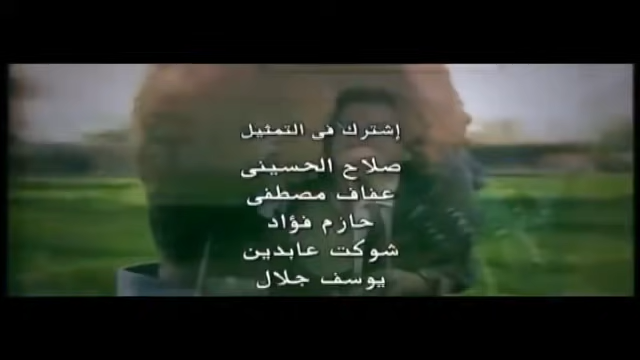 إشترك فى التمثيل
صلاح الحسينى
عفاف مصطفى
حازم فؤاد
شوكت عابدين
يوسف جلال